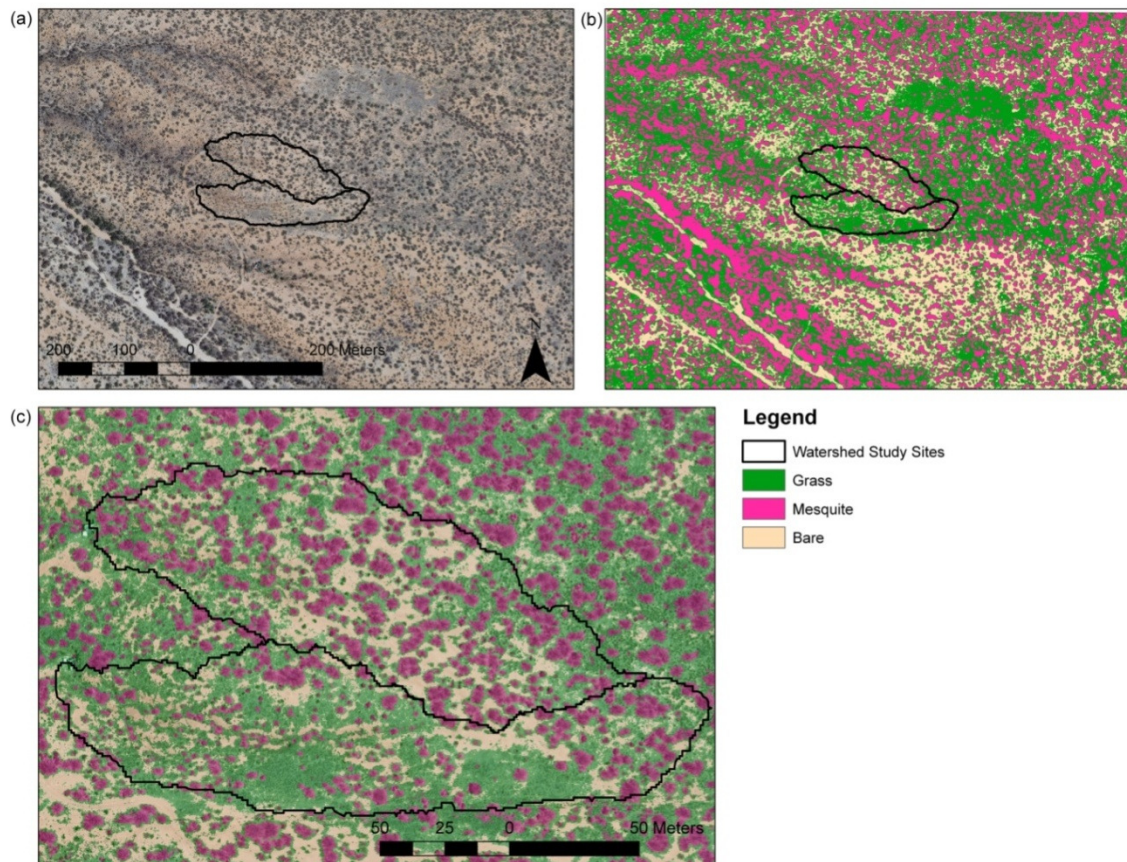 (a)
(b)
N
200 100 0 200 Meters
(c)
Legend
Watershed Study Sites
Grass
Mesquite
Bare
50 25 0 50 Meters